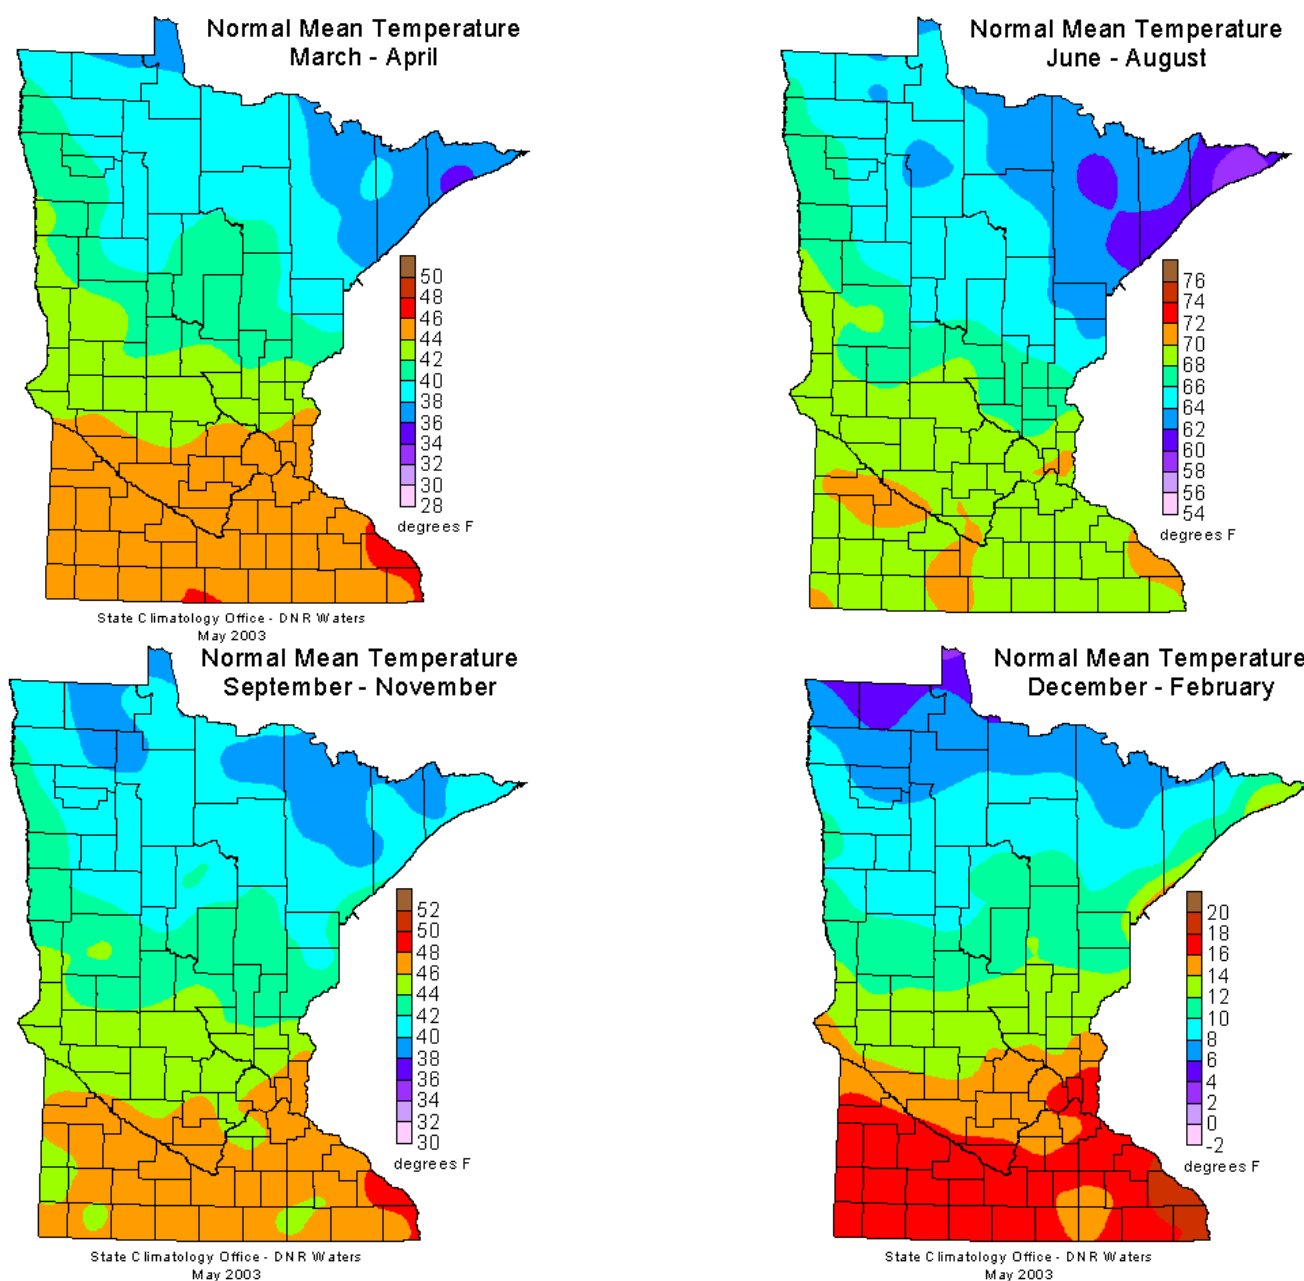 Normal Mean Temperature
March - April
50
48
46
44
42
40
38
36
34
32
30
28
degrees F
State Climatology Office - DNR Waters
May 2003
Normal Mean Temperature
June - August
76
74
72
70
68
66
64
62
60
58
56
54
degrees F
Normal Mean Temperature
September - November
52
50
48
46
44
42
40
38
36
34
32
30
degrees F
State Climatology Office - DNR Waters
May 2003
Normal Mean Temperature
December - February
20
18
16
14
12
10
8
6
4
2
0
-2
degrees F
State Climatology Office - DNR Waters
May 2003